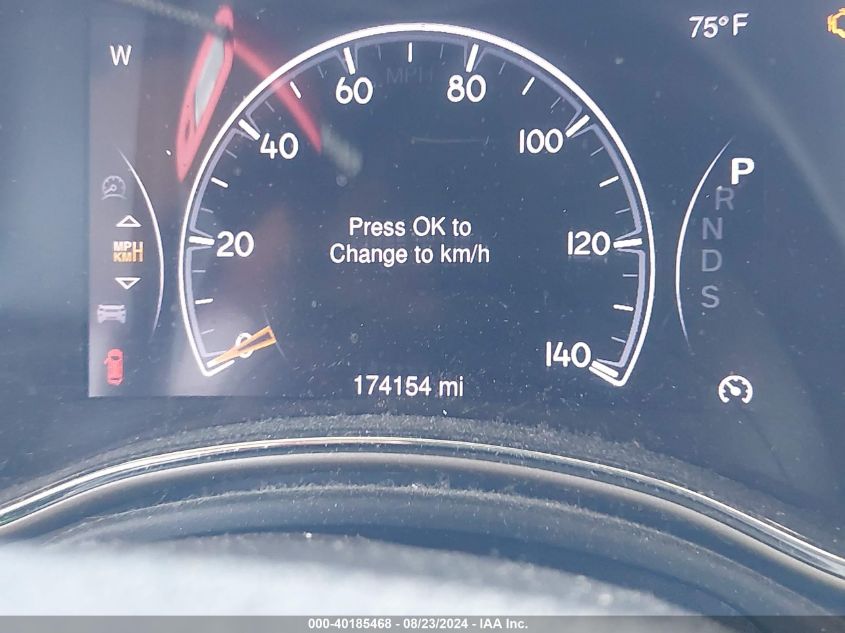 75°F
W
MPH
60 80
40 100
P
R
Press OK to
N
20 120
MPH
KM
Change to km/h
D
S
0 140
174154 mi
000-40185468 - 08/23/2024 - IAA Inc.